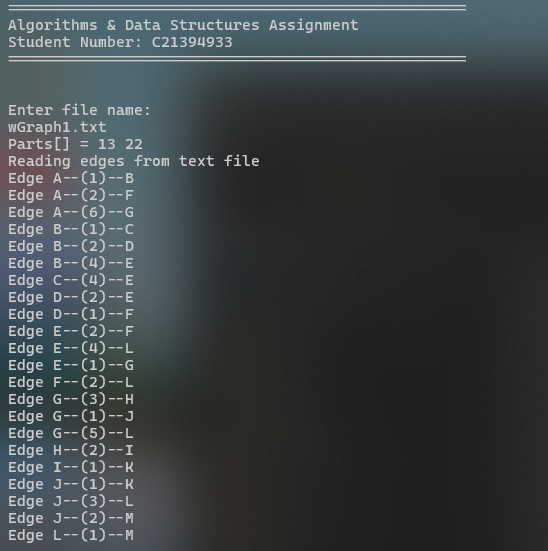 Algorithms & Data Structures Assignment
Student Number: C21394933
Enter file name:
wGraph1.txt
Parts[] = 13 22
Reading edges from text file
Edge A--(1)--B
Edge A--(2)--F
Edge A--(6)--G
Edge B--(1)--C
Edge B--(2)--D
Edge B--(4)--E
Edge C--(4)--E
Edge D--(2)--E
Edge D--(1)--F
Edge E--(2)--F
Edge E--(4)--L
Edge E--(1)--G
Edge F--(2)--L
Edge G--(3)--H
Edge G--(1)--J
Edge G--(5)--L
Edge H--(2)--I
Edge I--(1)--K
Edge J--(1)--K
Edge J--(3)--L
Edge J--(2)--M
Edge L--(1)--M